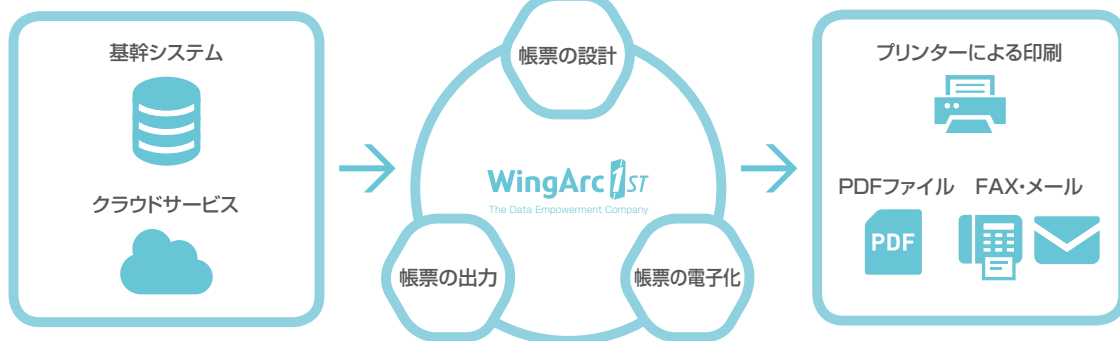 基幹システム
クラウドサービス
帳票の設計
WingArc1ST
The Data Empowerment Company
帳票の出力
帳票の電子化
プリンターによる印刷
PDFファイル
FAX・メール
PDF